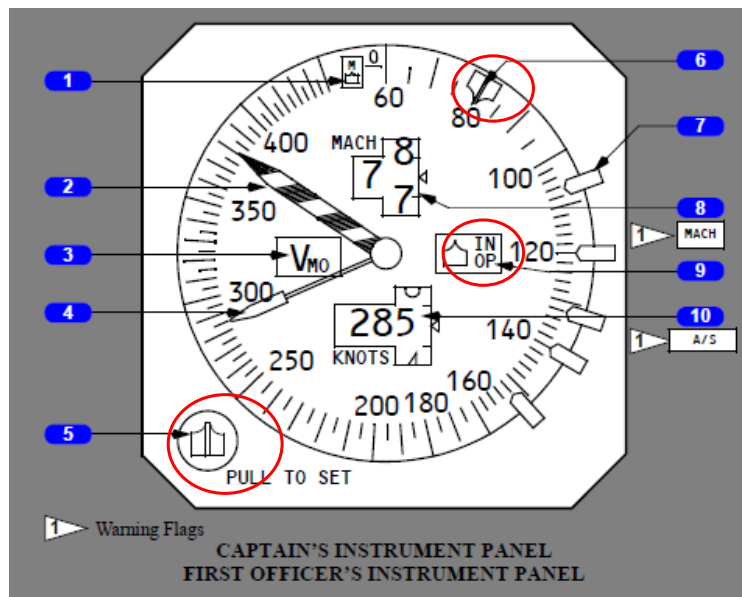 M 0
60
80
100
120
140
160
180
200
250
300
350
400
MACH 8
7
7
V MO
IN
OP
285
KNOTS
PULL TO SET
1
2
3
4
5
6
7
8
9
10
1 MACH
1 A/S
1 Warning Flags
CAPTAIN'S INSTRUMENT PANEL
FIRST OFFICER'S INSTRUMENT PANEL